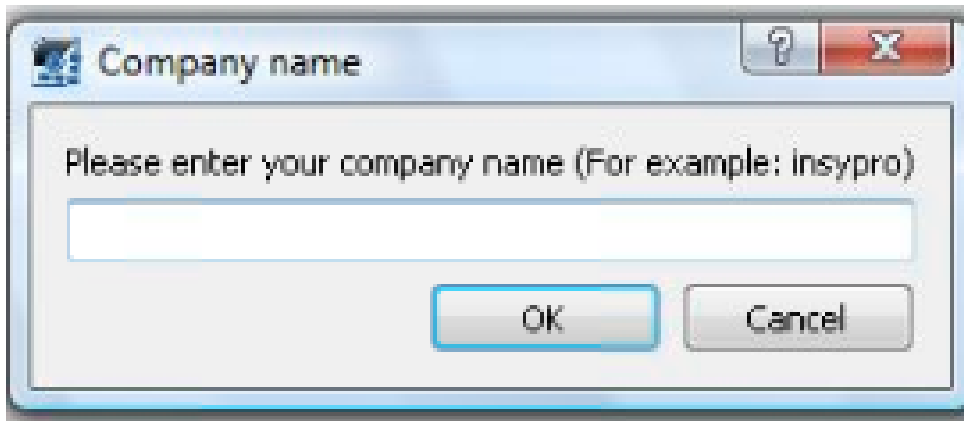 Company name
?
Please enter your company name (For example: insypro)
OK
Cancel